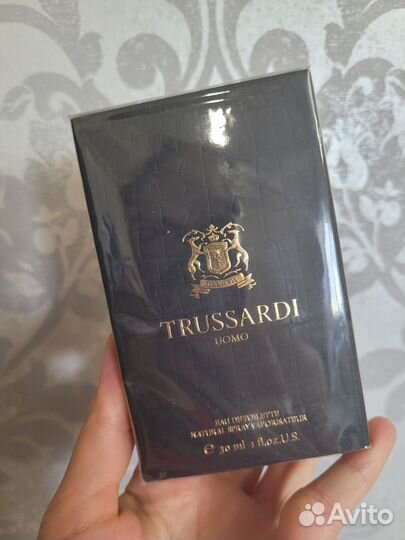 TRUSSARDI
UOMO
EAU DE TOILETTE
NATURAL SPRAY VAPORISATEUR
℮ 30 ml 1 fl.oz.U.S.
Avito